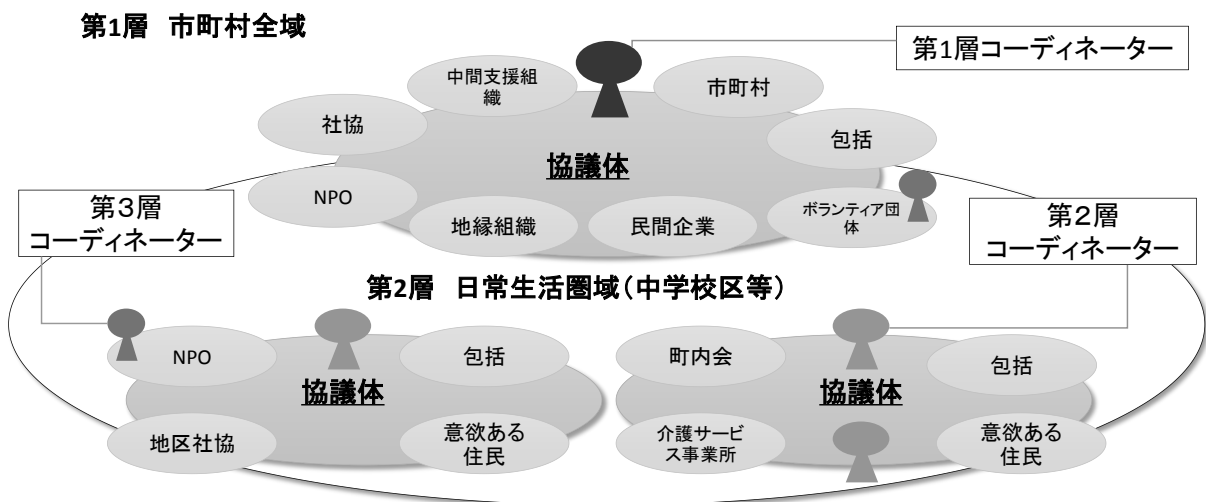 第1層 市町村全域
第1層コーディネーター
中間支援組
織
市町村
社協
包括
協議体
NPO
ボランティア団
体
地縁組織
民間企業
第３層
コーディネーター
第２層
コーディネーター
第2層 日常生活圏域（中学校区等）
NPO
包括
協議体
地区社協
意欲ある
住民
町内会
包括
協議体
介護サービ
ス事業所
意欲ある
住民